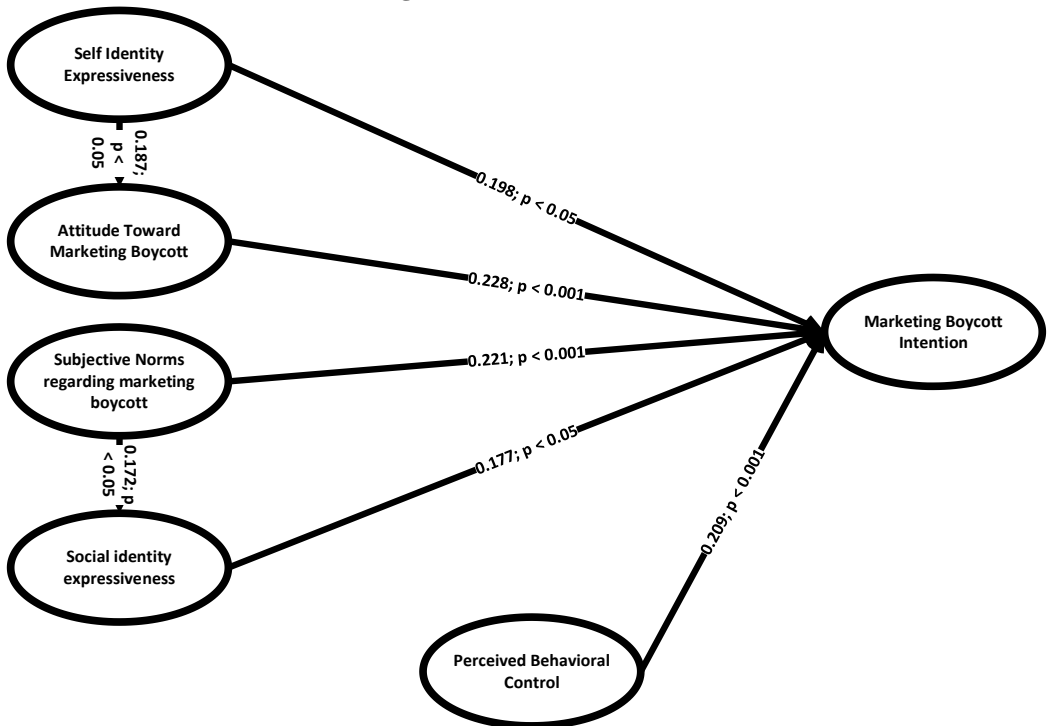 Self Identity
Expressiveness
0.187;
p <
0.05
0.198; p < 0.05
Attitude Toward
Marketing Boycott
0.228; p < 0.001
Marketing Boycott
Intention
Subjective Norms
regarding marketing
boycott
0.221; p < 0.001
0.172; p
< 0.05
0.177; p < 0.05
Social identity
expressiveness
0.209; p < 0.001
Perceived Behavioral
Control